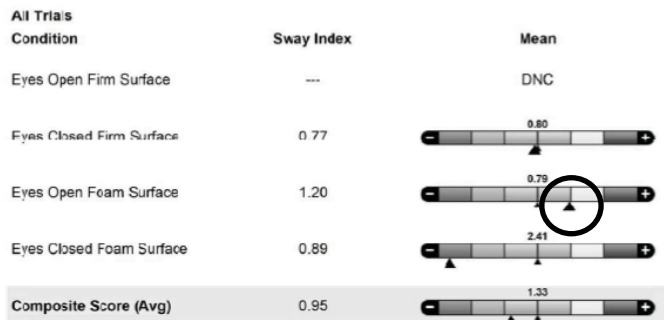 All Trials
Condition Sway Index Mean
Eyes Open Firm Surface --- DNC
Eyes Closed Firm Surface 0.77 0.80
Eyes Open Foam Surface 1.20 0.79
Eyes Closed Foam Surface 0.89 2.41
Composite Score (Avg) 0.95 1.33